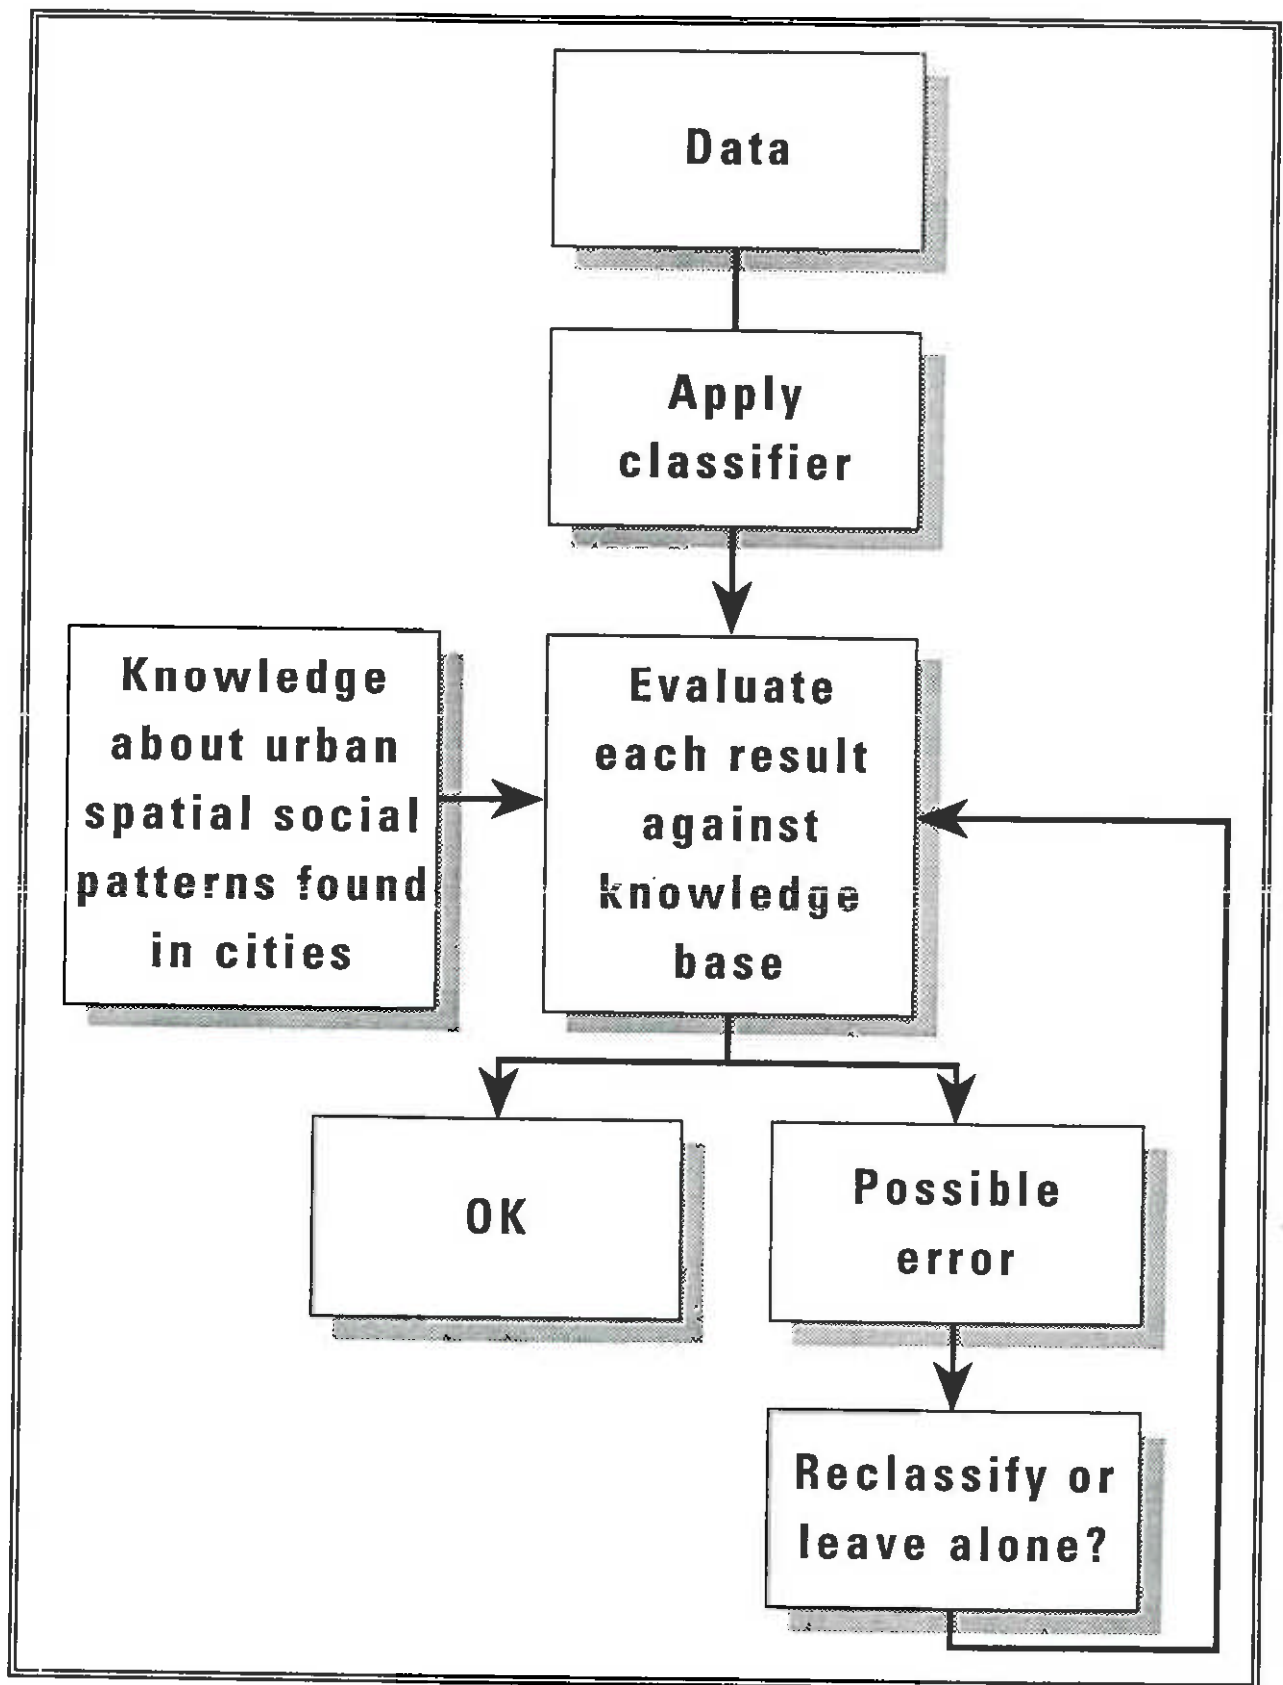 Data
Apply
classifier
Knowledge
about urban
spatial social
patterns found
in cities
Evaluate
each result
against
knowledge
base
OK
Possible
error
Reclassify or
leave alone?